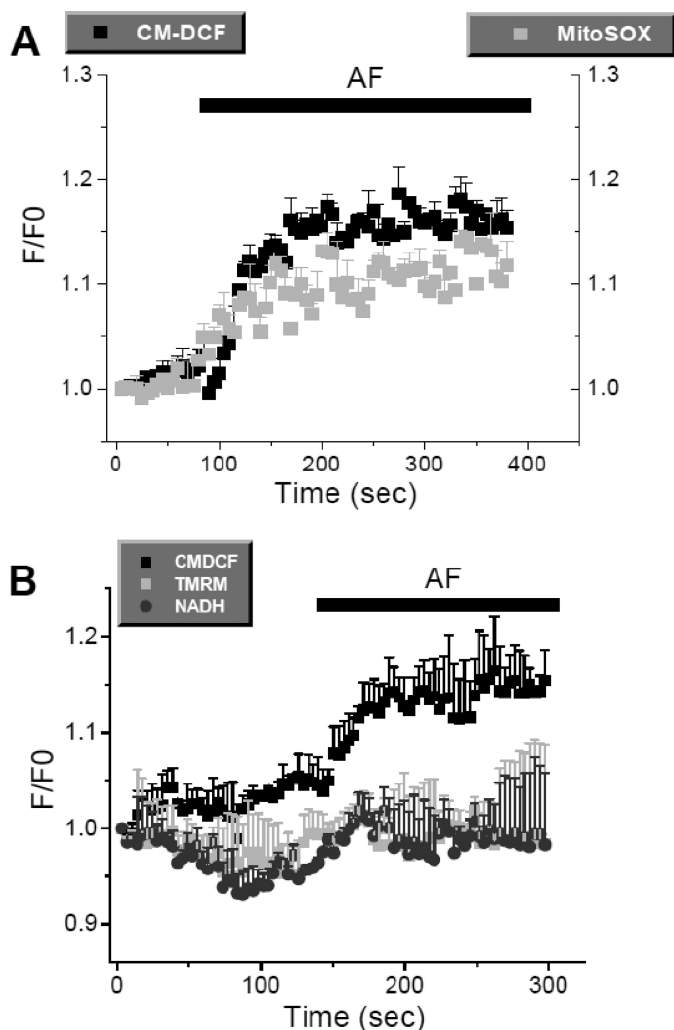 A
CM-DCF
MitoSOX
AF
1.3
1.3
1.2
1.2
1.1
1.1
1.0
1.0
F/F0
0
100
200
300
400
Time (sec)
B
CMDCF
TMRM
NADH
AF
1.2
1.1
1.0
0.9
F/F0
0
100
200
300
Time (sec)